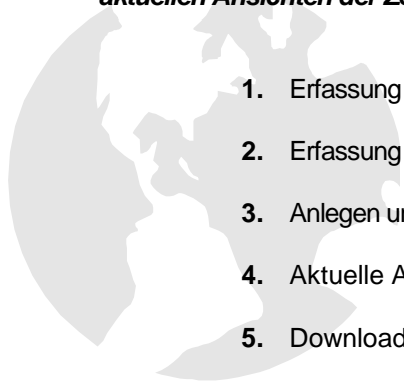 aktuellen Ansichten der
1. Erfassung
2. Erfassung
3. Anlegen
4. Aktuelle
5. Download